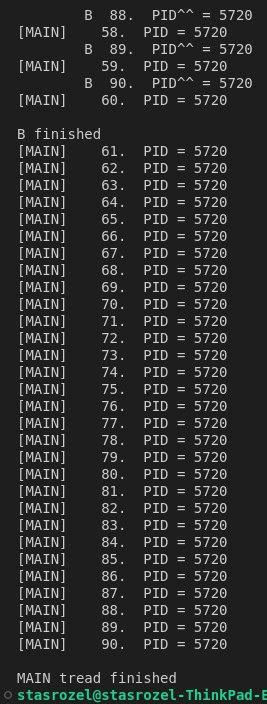 B  88.  PID^^ = 5720
[MAIN]    58.  PID = 5720
B  89.  PID^^ = 5720
[MAIN]    59.  PID = 5720
B  90.  PID^^ = 5720
[MAIN]    60.  PID = 5720
B finished
[MAIN]    61.  PID = 5720
[MAIN]    62.  PID = 5720
[MAIN]    63.  PID = 5720
[MAIN]    64.  PID = 5720
[MAIN]    65.  PID = 5720
[MAIN]    66.  PID = 5720
[MAIN]    67.  PID = 5720
[MAIN]    68.  PID = 5720
[MAIN]    69.  PID = 5720
[MAIN]    70.  PID = 5720
[MAIN]    71.  PID = 5720
[MAIN]    72.  PID = 5720
[MAIN]    73.  PID = 5720
[MAIN]    74.  PID = 5720
[MAIN]    75.  PID = 5720
[MAIN]    76.  PID = 5720
[MAIN]    77.  PID = 5720
[MAIN]    78.  PID = 5720
[MAIN]    79.  PID = 5720
[MAIN]    80.  PID = 5720
[MAIN]    81.  PID = 5720
[MAIN]    82.  PID = 5720
[MAIN]    83.  PID = 5720
[MAIN]    84.  PID = 5720
[MAIN]    85.  PID = 5720
[MAIN]    86.  PID = 5720
[MAIN]    87.  PID = 5720
[MAIN]    88.  PID = 5720
[MAIN]    89.  PID = 5720
[MAIN]    90.  PID = 5720
MAIN tread finished
stasrozel@stasrozel-ThinkPad-E